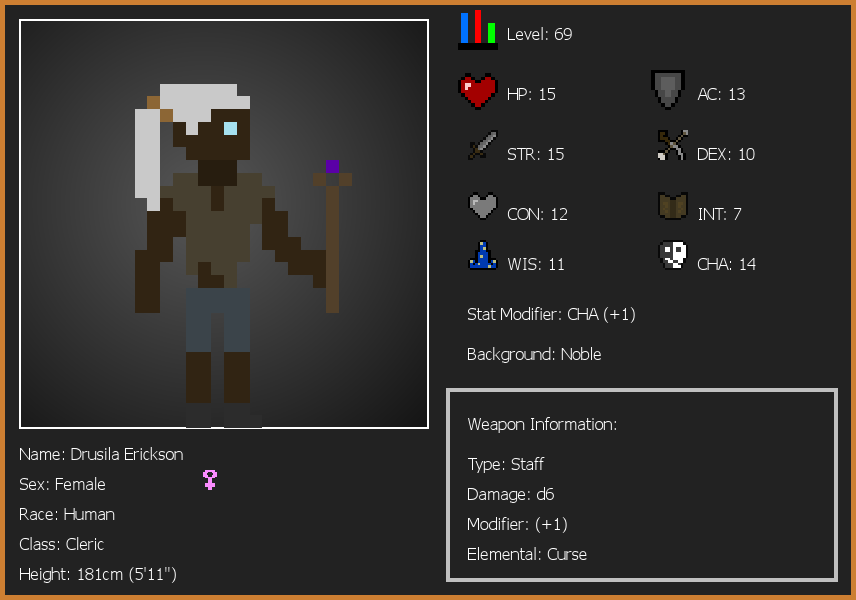 Level: 69
HP: 15
AC: 13
STR: 15
DEX: 10
CON: 12
INT: 7
WIS: 11
CHA: 14
Stat Modifier: CHA (+1)
Background: Noble
Name: Drusila Erickson
Sex: Female
Race: Human
Class: Cleric
Height: 181cm (5'11")
Weapon Information:
Type: Staff
Damage: d6
Modifier: (+1)
Elemental: Curse